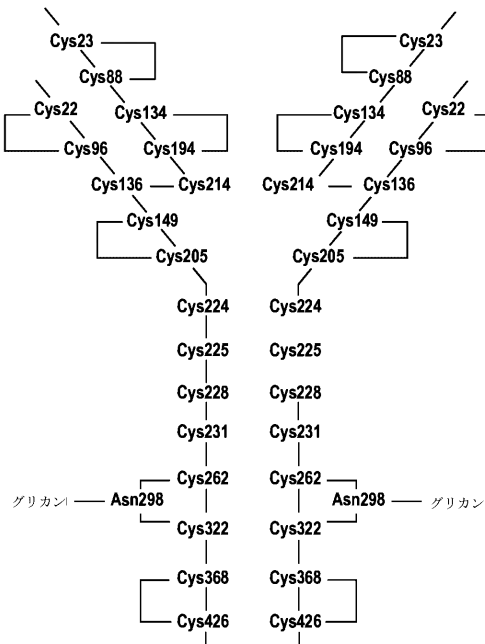 Cys23 Cys23
Cys88 Cys88
Cys22 Cys134 Cys134 Cys22
Cys96 Cys194 Cys194 Cys96
Cys136 Cys214 Cys214 Cys136
Cys149 Cys149
Cys205 Cys205
Cys224 Cys224
Cys225 Cys225
Cys228 Cys228
Cys231 Cys231
Cys262 Cys262
グリカン Asn298 Asn298 グリカン
Cys322 Cys322
Cys368 Cys368
Cys426 Cys426